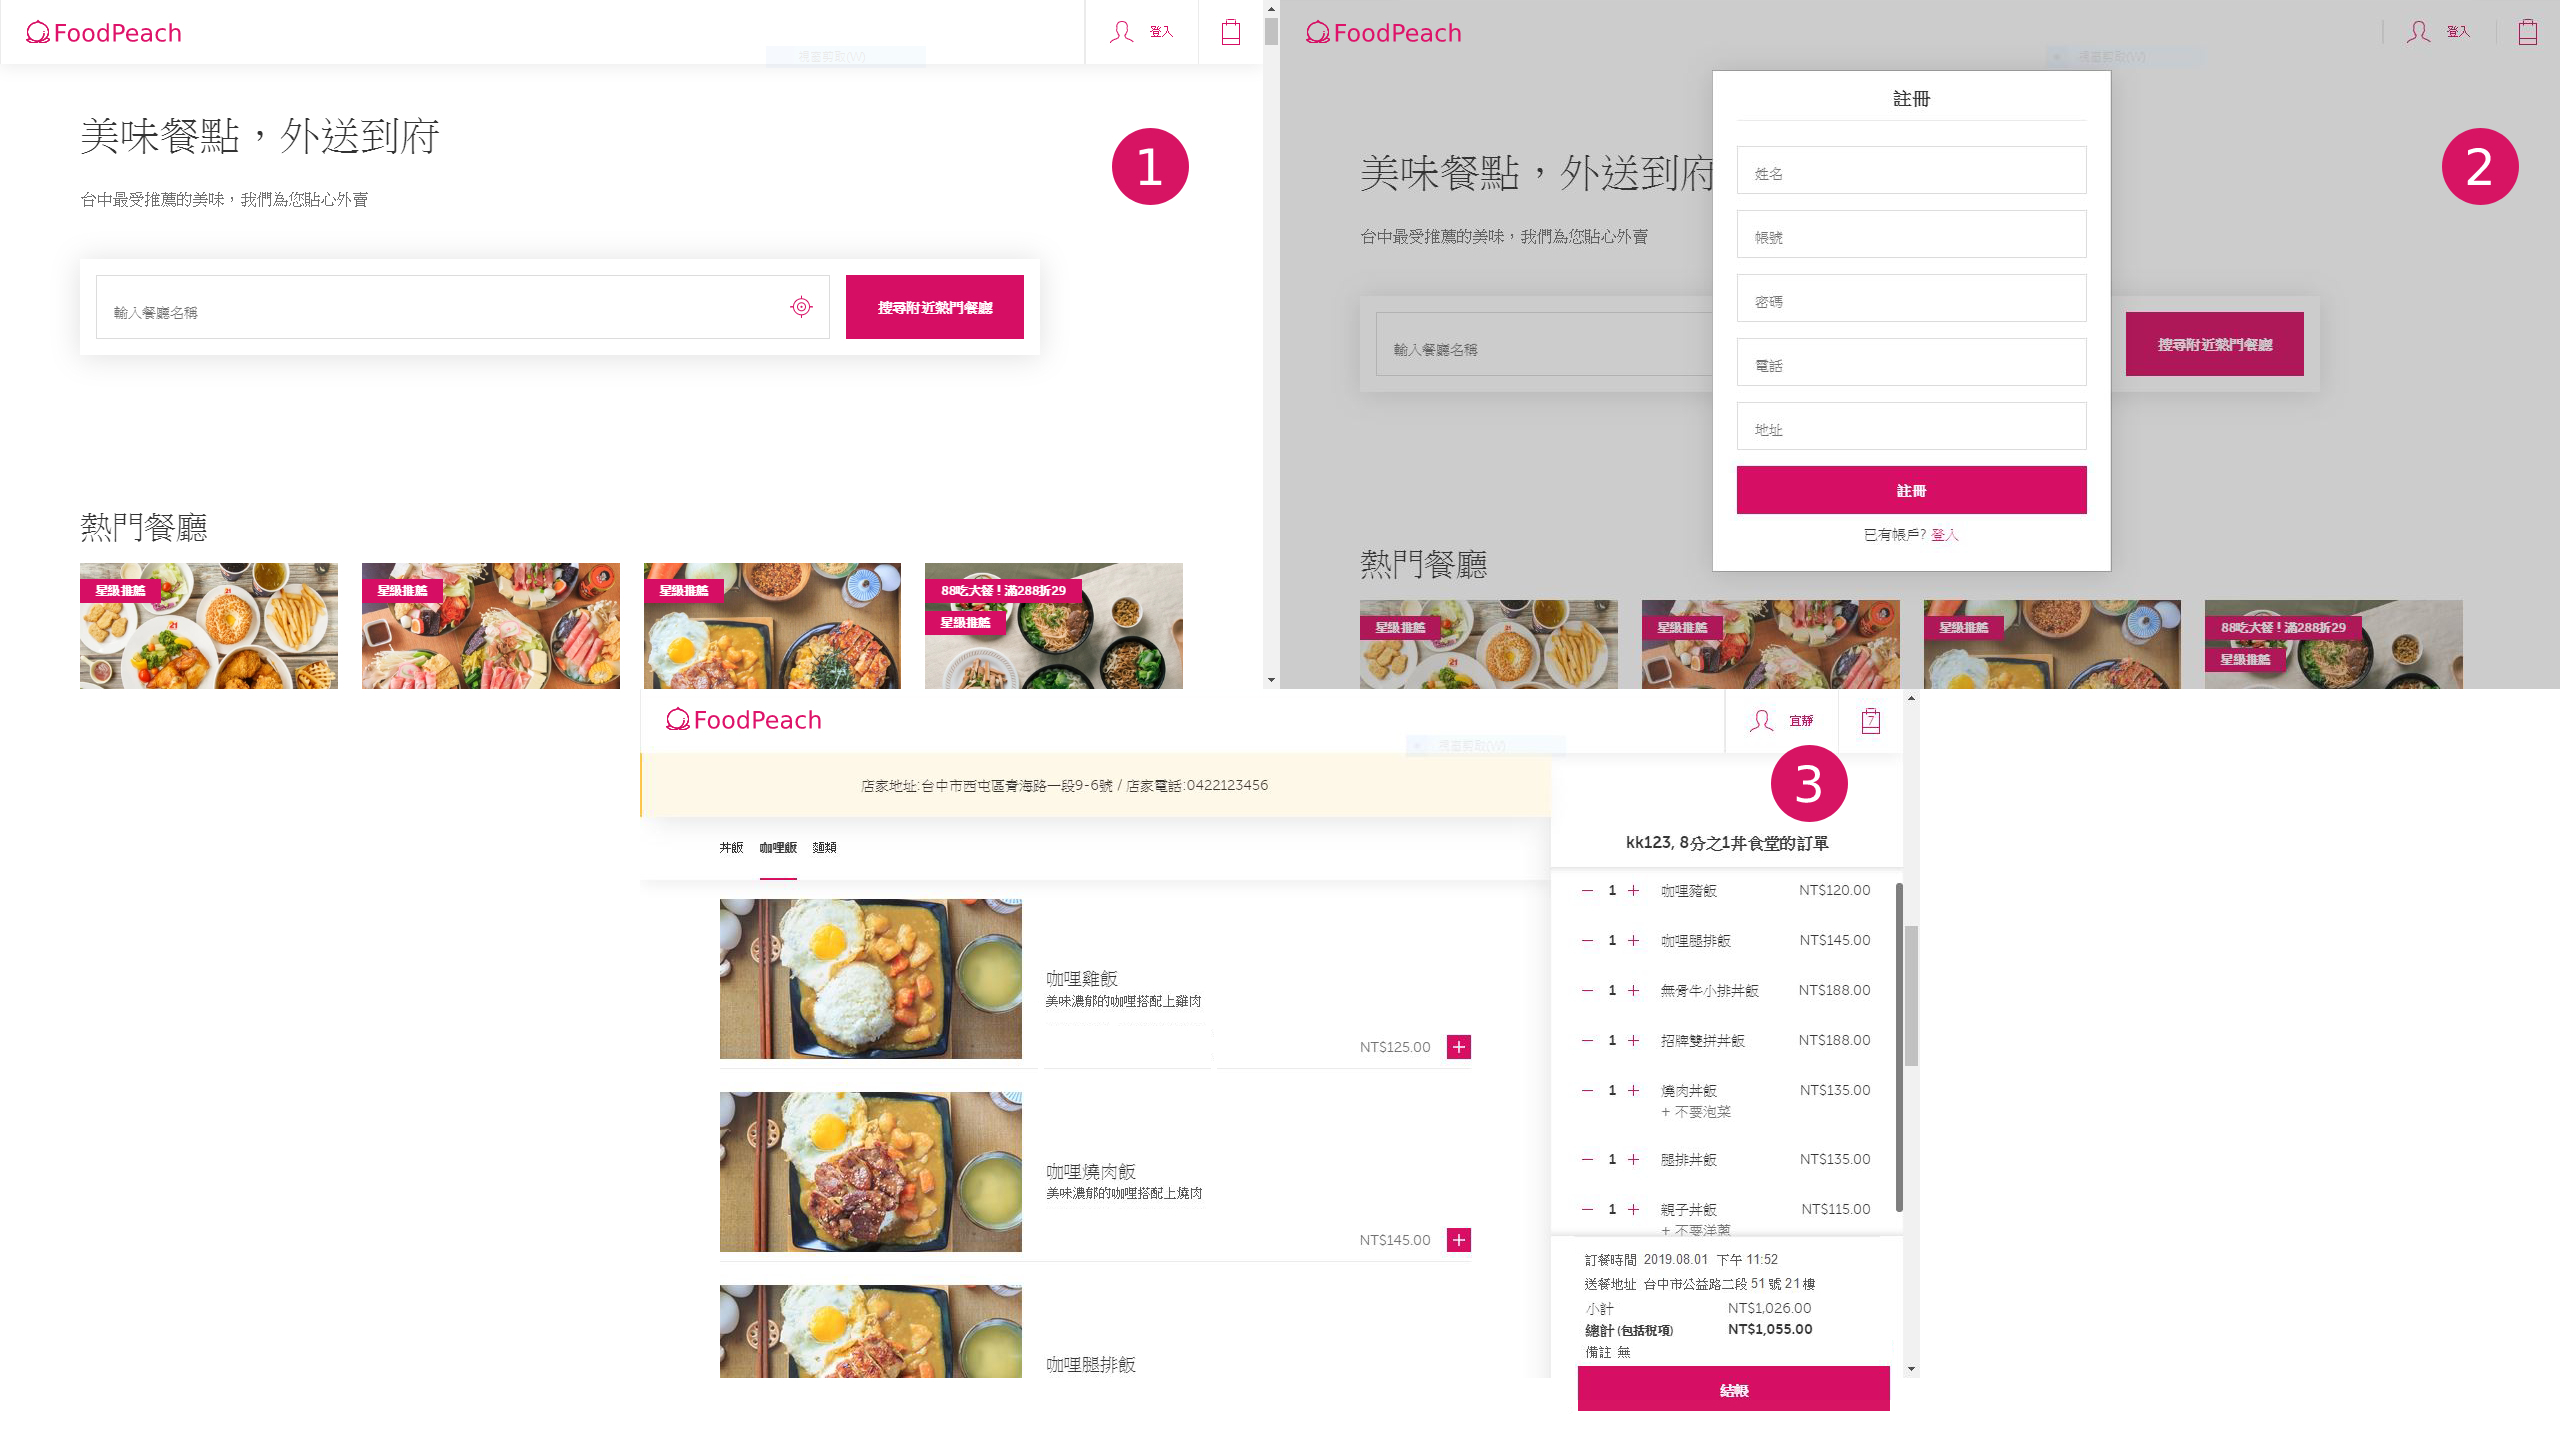 FoodPeach
登入
視窗剪取(W)
美味餐點，外送到府
1
台中最受推薦的美味，我們為您貼心外賣
輸入餐廳名稱
搜尋附近熱門餐廳
熱門餐廳
星級推薦
星級推薦
星級推薦
88吃大餐！滿288折29
星級推薦
FoodPeach
登入
視窗剪取(W)
註冊
2
美味餐點，外送到府
台中最受推薦的美味，我們為您貼心外賣
輸入餐廳名稱
搜尋附近熱門餐廳
姓名
帳號
密碼
電話
地址
註冊
已有帳戶? 登入
熱門餐廳
星級推薦
星級推薦
星級推薦
88吃大餐！滿288折29
星級推薦
FoodPeach
宜靜
7
視窗剪取(W)
3
店家地址:台中市西屯區青海路一段9-6號 / 店家電話:0422123456
丼飯 咖哩飯 麵類
咖哩雞飯
美味濃郁的咖哩搭配上雞肉
NT$125.00 +
咖哩燒肉飯
美味濃郁的咖哩搭配上燒肉
NT$145.00 +
咖哩腿排飯
kk123, 8分之1丼食堂的訂單
− 1 + 咖哩豬飯 NT$120.00
− 1 + 咖哩腿排飯 NT$145.00
− 1 + 無骨牛小排丼飯 NT$188.00
− 1 + 招牌雙拼丼飯 NT$188.00
− 1 + 燒肉丼飯 NT$135.00
+ 不要泡菜
− 1 + 腿排丼飯 NT$135.00
− 1 + 親子丼飯 NT$115.00
+ 不要洋蔥
訂餐時間 2019.08.01 下午 11:52
送餐地址 台中市公益路二段 51 號 21 樓
小計 NT$1,026.00
總計 (包括稅項) NT$1,055.00
備註 無
結帳